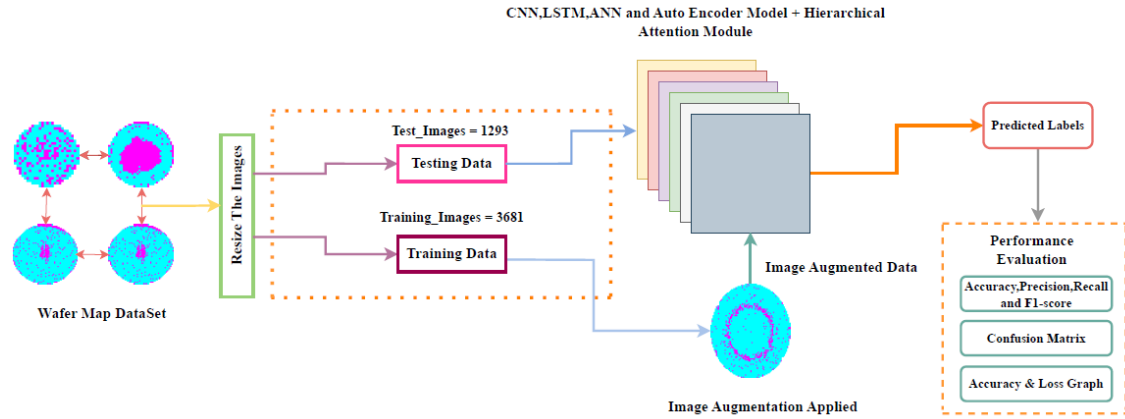 CNN,LSTM,ANN and Auto Encoder Model + Hierarchical
Attention Module
Wafer Map DataSet
Resize The Images
Test_Images = 1293
Testing Data
Training_Images = 3681
Training Data
Image Augmented Data
Image Augmentation Applied
Predicted Labels
Performance
Evaluation
Accuracy,Precision,Recall
and F1-score
Confusion Matrix
Accuracy & Loss Graph